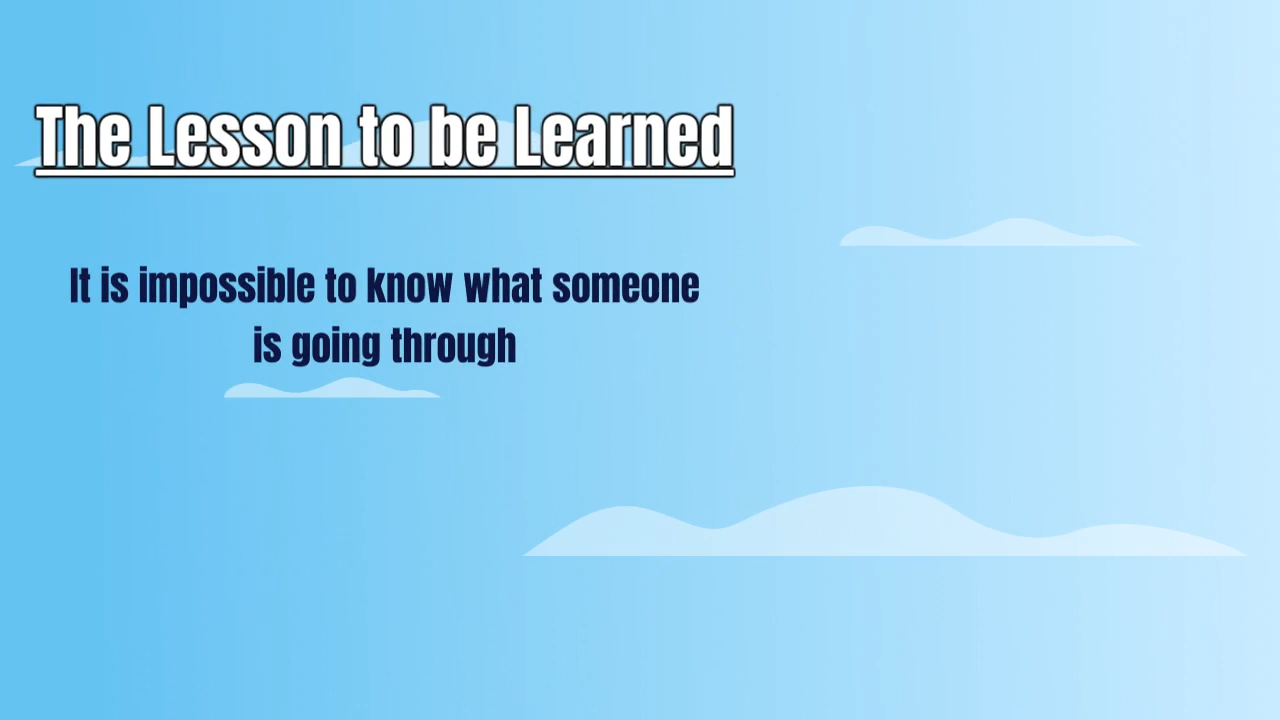 The Lesson to be Learned
It is impossible to know what someone
is going through